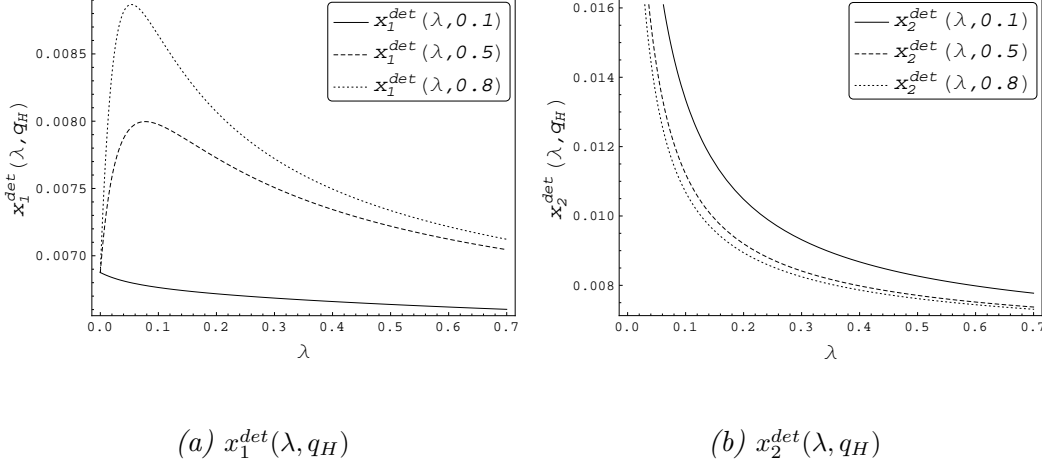 x_1^{det}(λ,0.1)
x_1^{det}(λ,0.5)
x_1^{det}(λ,0.8)
0.0085
0.0080
0.0075
0.0070
x_1^{det}(λ,q_H)
0.0 0.1 0.2 0.3 0.4 0.5 0.6 0.7
λ
x_2^{det}(λ,0.1)
x_2^{det}(λ,0.5)
x_2^{det}(λ,0.8)
0.016
0.014
0.012
0.010
0.008
x_2^{det}(λ,q_H)
0.0 0.1 0.2 0.3 0.4 0.5 0.6 0.7
λ
(a) x_1^{det}(λ, q_H)
(b) x_2^{det}(λ, q_H)